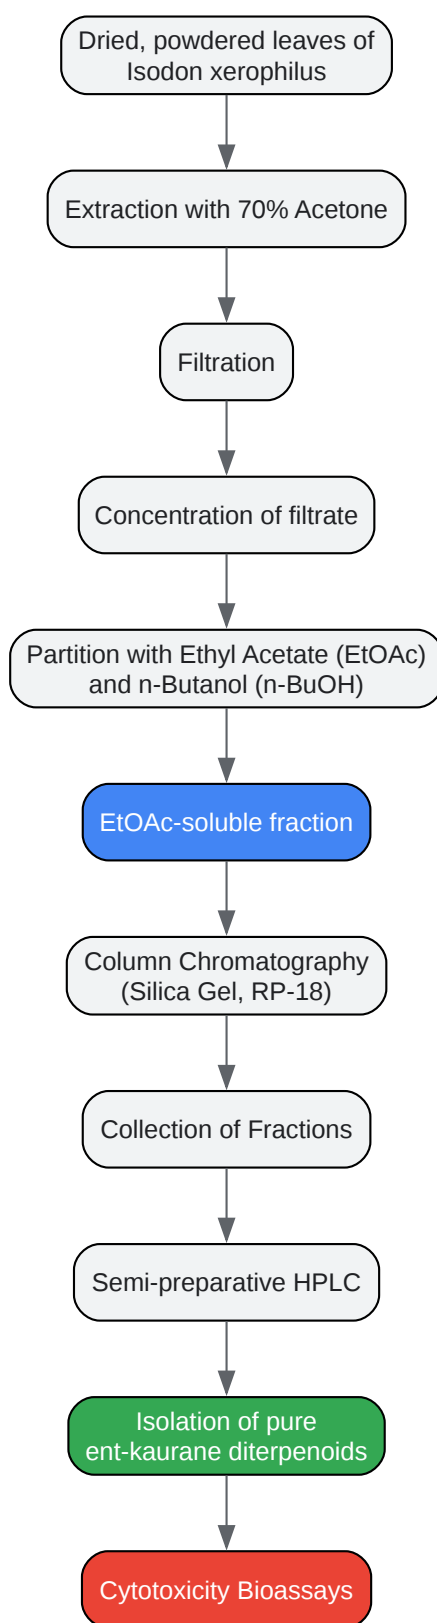 Dried, powdered leaves of
Isodon xerophilus
Extraction with 70% Acetone
Filtration
Concentration of filtrate
Partition with Ethyl Acetate (EtOAc)
and n-Butanol (n-BuOH)
EtOAc-soluble fraction
Column Chromatography
(Silica Gel, RP-18)
Collection of Fractions
Semi-preparative HPLC
Isolation of pure
ent-kaurane diterpenoids
Cytotoxicity Bioassays